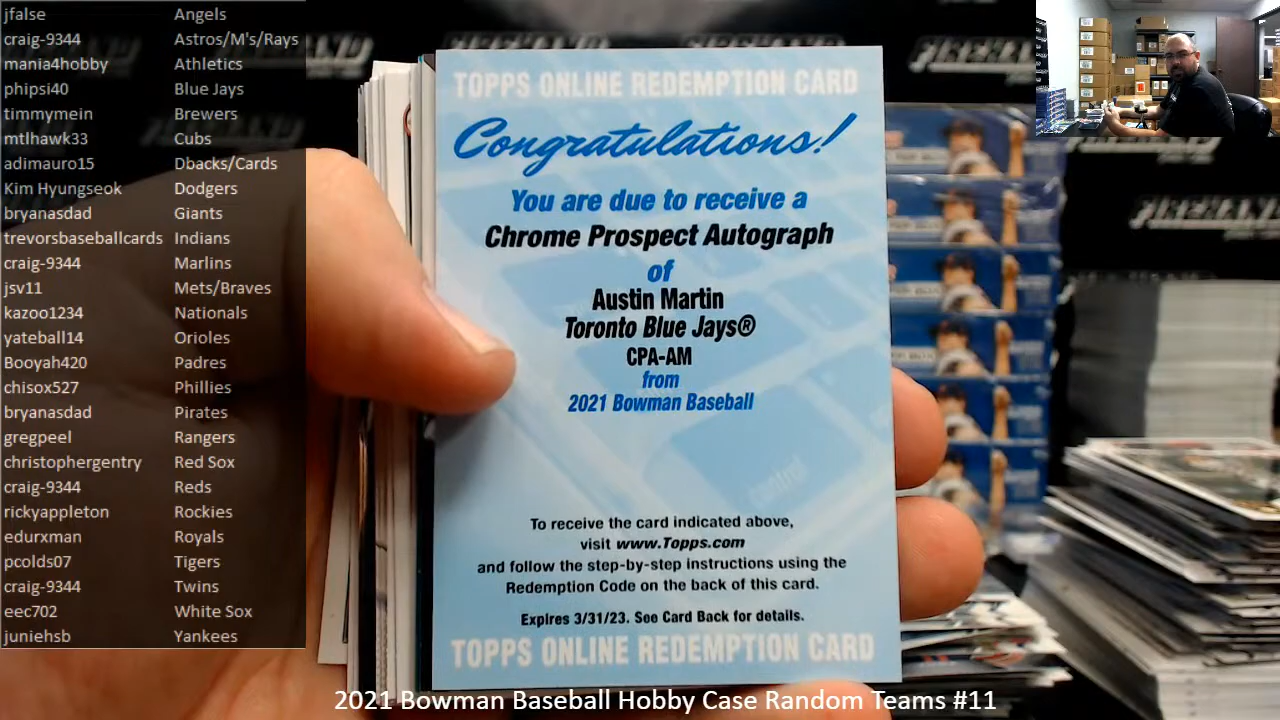 jfalse Angels
craig-9344 Astros/M's/Rays
mania4hobby Athletics
phipsi40 Blue Jays
timmymein Brewers
mtlhawk33 Cubs
adimauro15 Dbacks/Cards
Kim Hyungseok Dodgers
bryanasdad Giants
trevorsbaseballcards Indians
craig-9344 Marlins
jsv11 Mets/Braves
kazoo1234 Nationals
yateball14 Orioles
Booyah420 Padres
chisox527 Phillies
bryanasdad Pirates
gregpeel Rangers
christophergentry Red Sox
craig-9344 Reds
rickyappleton Rockies
edurxman Royals
pcolds07 Tigers
craig-9344 Twins
eec702 White Sox
juniehsb Yankees
TOPPS ONLINE REDEMPTION CARD
Congratulations!
You are due to receive a
Chrome Prospect Autograph
of
Austin Martin
Toronto Blue Jays®
CPA-AM
from
2021 Bowman Baseball
control
To receive the card indicated above,
visit www.Topps.com
and follow the step-by-step instructions using the
Redemption Code on the back of this card.
Expires 3/31/23. See Card Back for details.
TOPPS ONLINE REDEMPTION CARD
FIREHAND
FIREHAND
2021 Bowman Baseball Hobby Case Random Teams #11